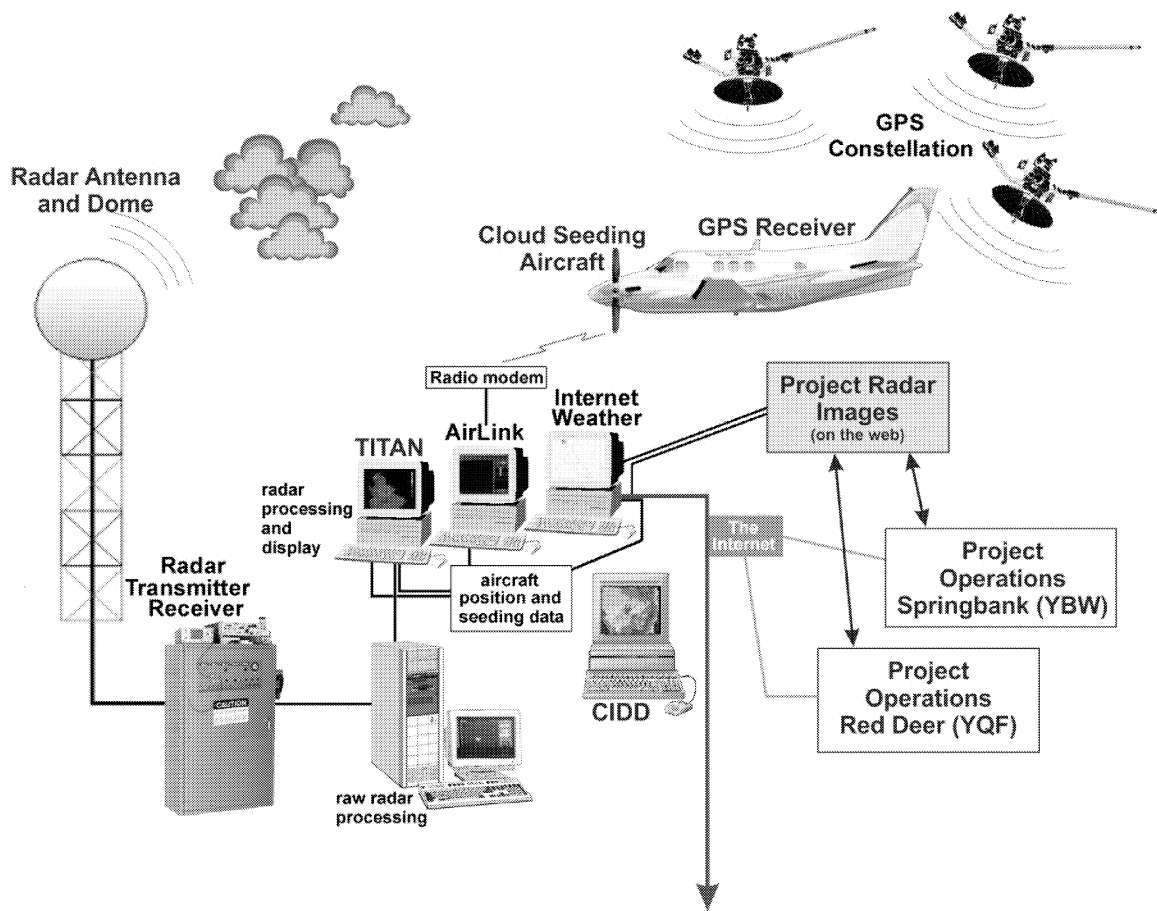 GPS
Constellation
Radar Antenna
and Dome
Cloud Seeding
Aircraft
GPS Receiver
Radio modem
Internet
Weather
AirLink
TITAN
radar
processing
and
display
Project Radar
Images
(on the web)
The
Internet
Project
Operations
Springbank (YBW)
Radar
Transmitter
Receiver
aircraft
position and
seeding data
CAUTION
CIDD
Project
Operations
Red Deer (YQF)
raw radar
processing